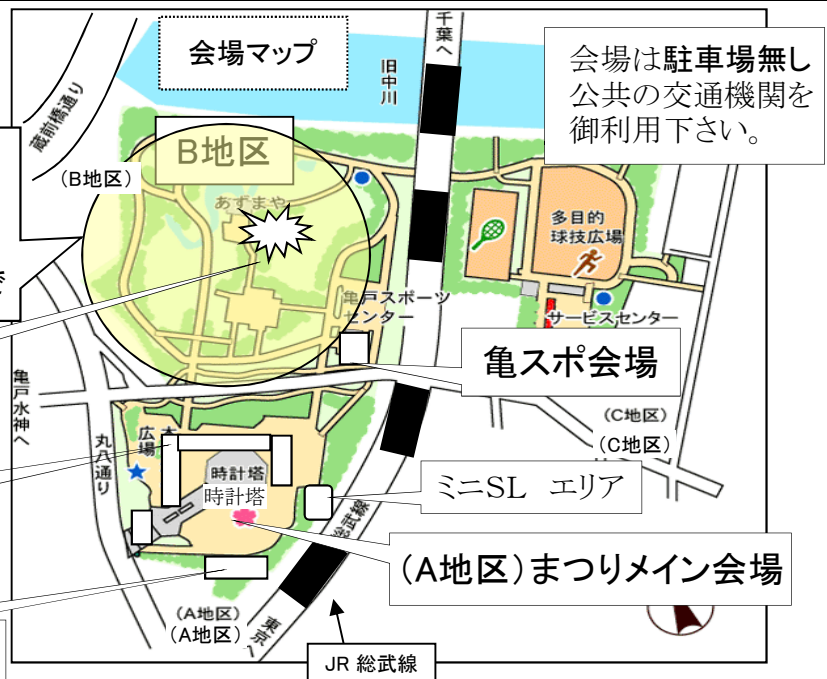 会場マップ
千葉へ
旧中川
会場は駐車場無し
公共の交通機関を
御利用下さい。
蔵前橋通り
B地区
(B地区)
あずまや
多目的
球技広場
亀戸スポーツ
センター
サービスセンター
亀スポ会場
亀戸水神へ
丸八通り
広場
(C地区)
(C地区)
時計塔
時計塔
ミニSL エリア
総武線
(A地区)まつりメイン会場
(A地区)
(A地区)
東京へ
JR 総武線